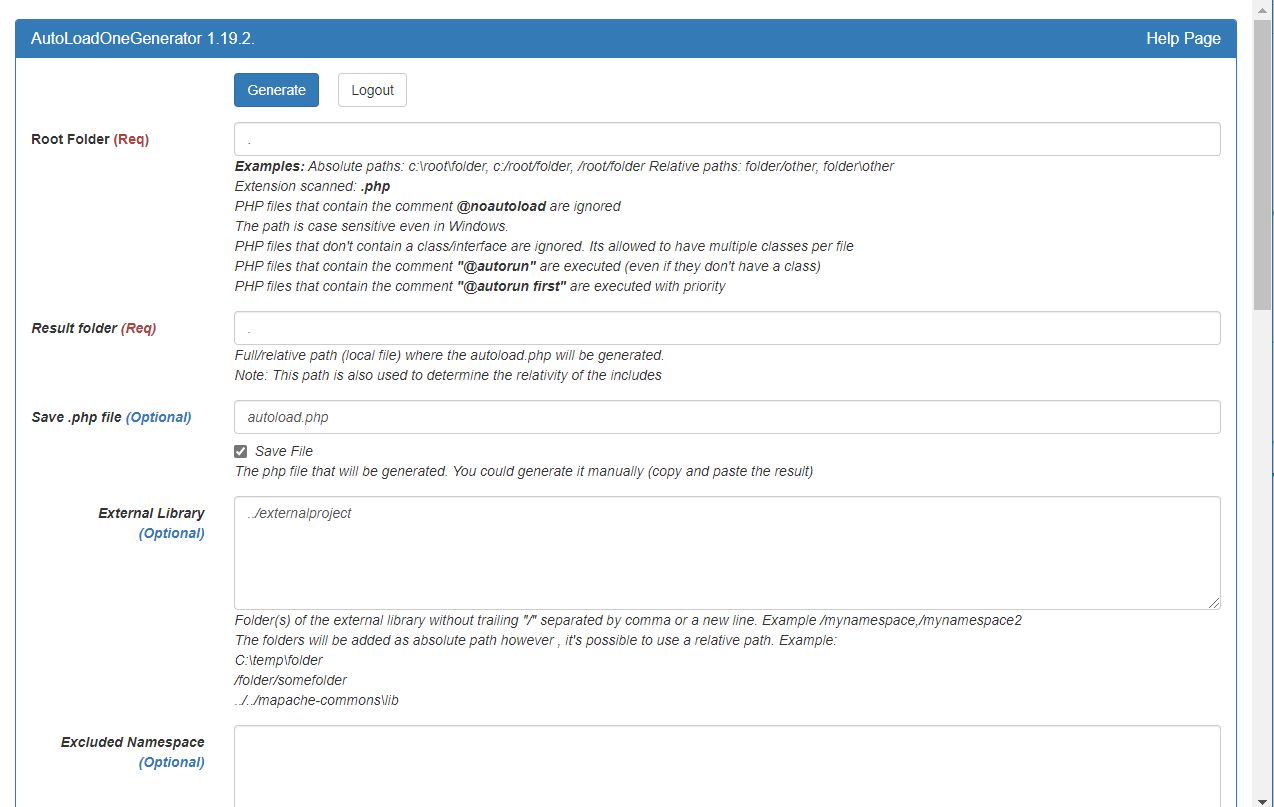 AutoLoadOneGenerator 1.19.2. Help Page
Generate Logout
Root Folder (Req) .
Examples: Absolute paths: c:\root\folder, c:/root/folder, /root/folder Relative paths: folder/other, folder\other
Extension scanned: .php
PHP files that contain the comment @noautoload are ignored
The path is case sensitive even in Windows.
PHP files that don't contain a class/interface are ignored. Its allowed to have multiple classes per file
PHP files that contain the comment "@autorun" are executed (even if they don't have a class)
PHP files that contain the comment "@autorun first" are executed with priority
Result folder (Req) .
Full/relative path (local file) where the autoload.php will be generated.
Note: This path is also used to determine the relativity of the includes
Save .php file (Optional) autoload.php
Save File
The php file that will be generated. You could generate it manually (copy and paste the result)
External Library ../externalproject
(Optional)
Folder(s) of the external library without trailing "/" separated by comma or a new line. Example /mynamespace,/mynamespace2
The folders will be added as absolute path however , it's possible to use a relative path. Example:
C:\temp\folder
/folder/somefolder
../../mapache-commons\lib
Excluded Namespace
(Optional)